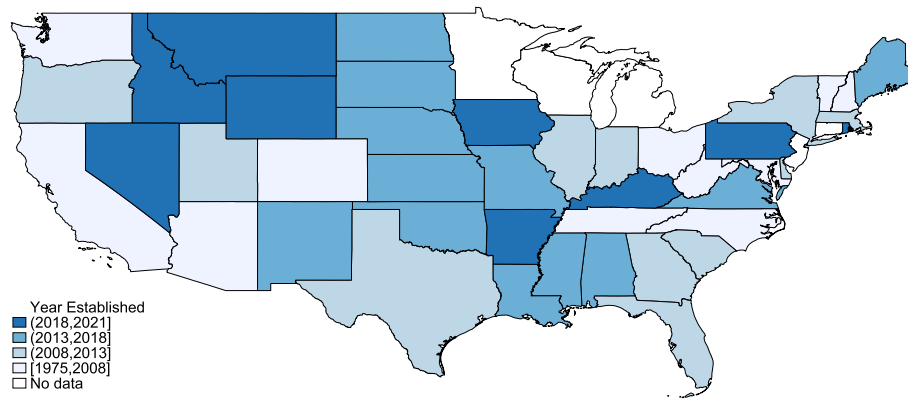 Year Established
(2018,2021]
(2013,2018]
(2008,2013]
[1975,2008]
No data